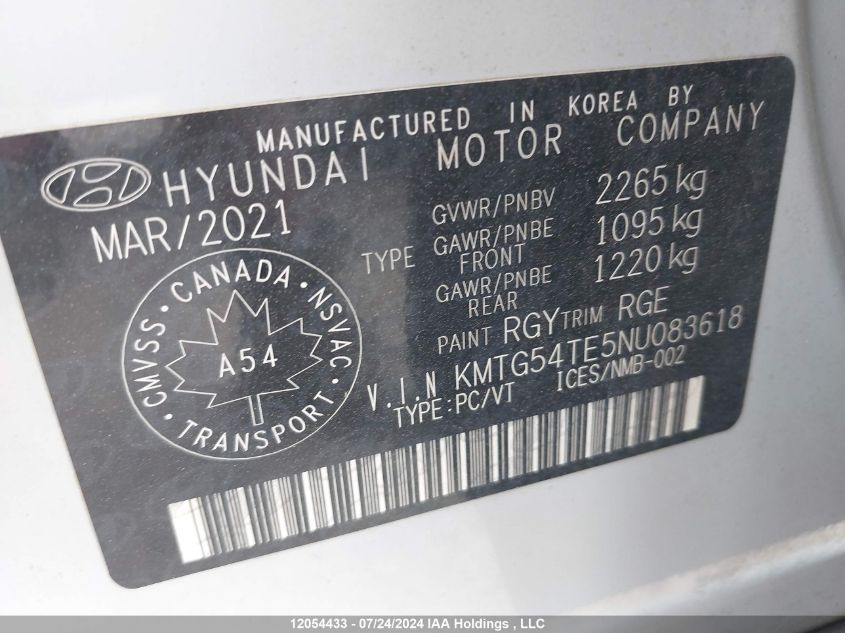 MANUFACTURED IN KOREA BY
HYUNDAI MOTOR COMPANY
MAR/2021
GVWR/PNBV 2265 kg
TYPE GAWR/PNBE FRONT 1095 kg
GAWR/PNBE REAR 1220 kg
PAINT RGY TRIM RGE
V.I.N KMTG54TE5NU083618
TYPE:PC/VT ICES/NMB-002
CMVSS · CANADA · NSVAC · TRANSPORT ·
A54
12054433 - 07/24/2024 IAA Holdings , LLC